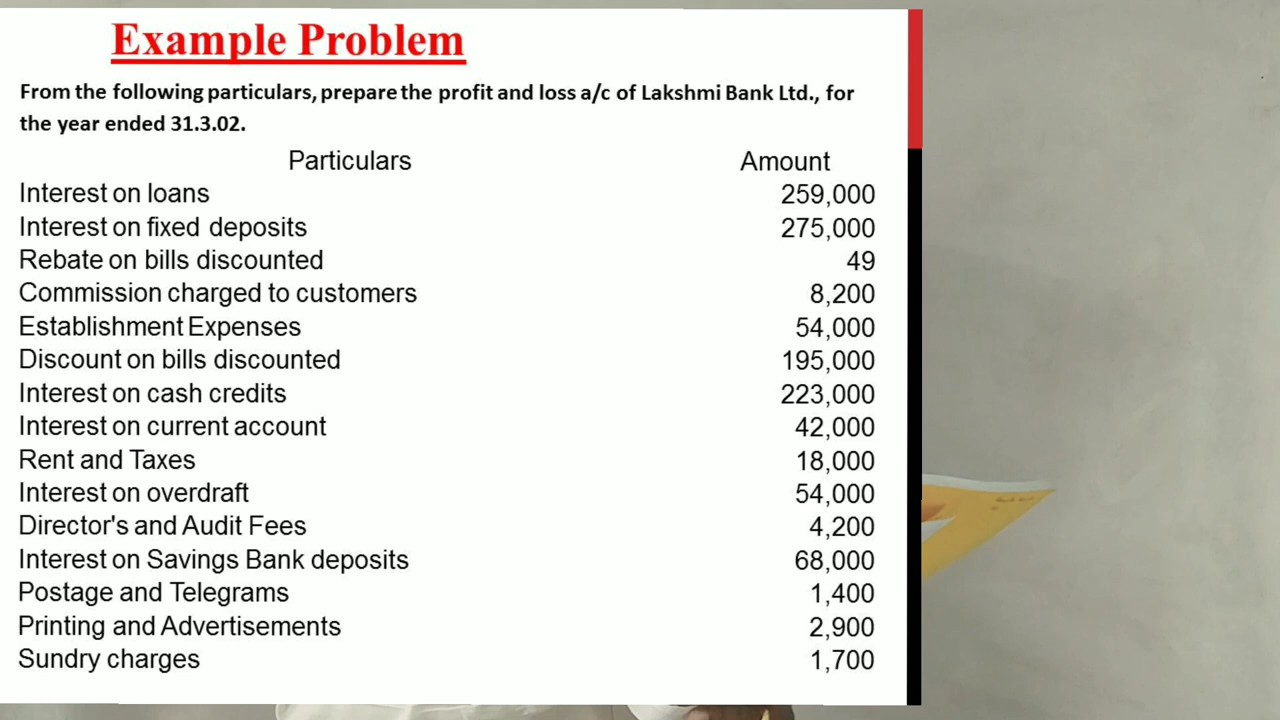 Example Problem
From the following particulars, prepare the profit and loss a/c of Lakshmi Bank Ltd., for
the year ended 31.3.02.
Particulars Amount
Interest on loans 259,000
Interest on fixed deposits 275,000
Rebate on bills discounted 49
Commission charged to customers 8,200
Establishment Expenses 54,000
Discount on bills discounted 195,000
Interest on cash credits 223,000
Interest on current account 42,000
Rent and Taxes 18,000
Interest on overdraft 54,000
Director's and Audit Fees 4,200
Interest on Savings Bank deposits 68,000
Postage and Telegrams 1,400
Printing and Advertisements 2,900
Sundry charges 1,700